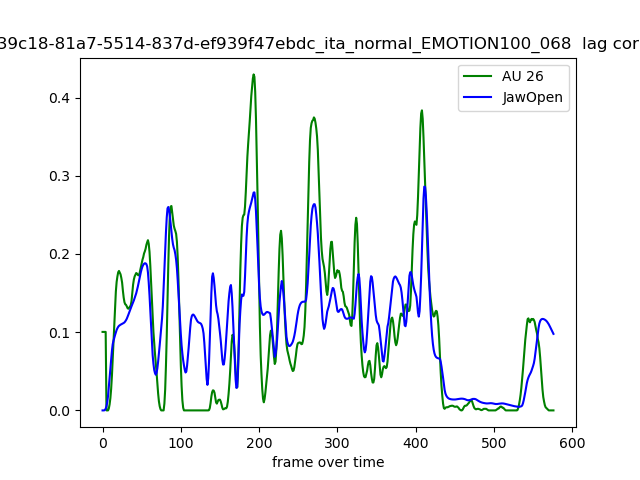 39c18-81a7-5514-837d-ef939f47ebdc_ita_normal_EMOTION100_068 lag cor
AU 26
JawOpen
0.4
0.3
0.2
0.1
0.0
0 100 200 300 400 500 600
frame over time